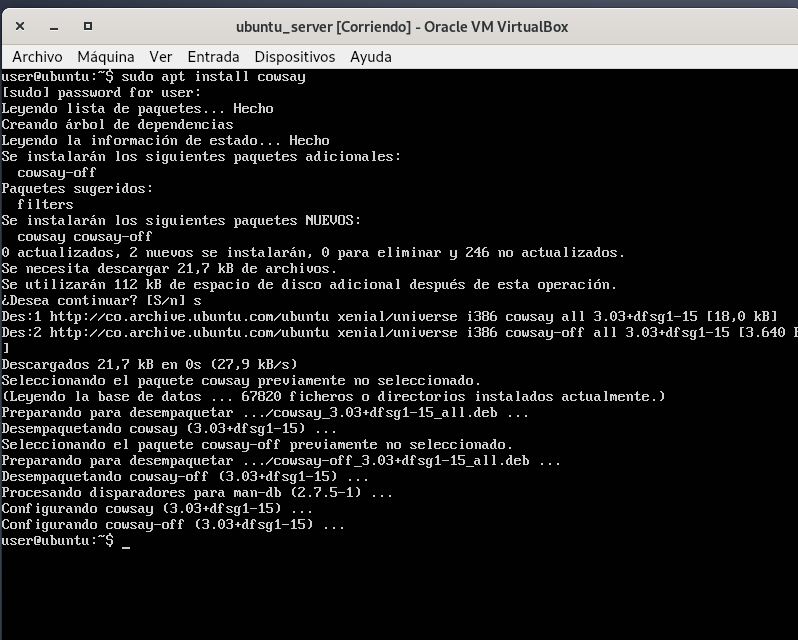 ubuntu_server [Corriendo] - Oracle VM VirtualBox
Archivo Máquina Ver Entrada Dispositivos Ayuda
user@ubuntu:~$ sudo apt install cowsay
[sudo] password for user:
Leyendo lista de paquetes... Hecho
Creando árbol de dependencias
Leyendo la información de estado... Hecho
Se instalarán los siguientes paquetes adicionales:
  cowsay-off
Paquetes sugeridos:
  filters
Se instalarán los siguientes paquetes NUEVOS:
  cowsay cowsay-off
0 actualizados, 2 nuevos se instalarán, 0 para eliminar y 246 no actualizados.
Se necesita descargar 21,7 kB de archivos.
Se utilizarán 112 kB de espacio de disco adicional después de esta operación.
¿Desea continuar? [S/n] s
Des:1 http://co.archive.ubuntu.com/ubuntu xenial/universe i386 cowsay all 3.03+dfsg1-15 [18,0 kB]
Des:2 http://co.archive.ubuntu.com/ubuntu xenial/universe i386 cowsay-off all 3.03+dfsg1-15 [3.640 B
]
Descargados 21,7 kB en 0s (27,9 kB/s)
Seleccionando el paquete cowsay previamente no seleccionado.
(Leyendo la base de datos ... 67820 ficheros o directorios instalados actualmente.)
Preparando para desempaquetar .../cowsay_3.03+dfsg1-15_all.deb ...
Desempaquetando cowsay (3.03+dfsg1-15) ...
Seleccionando el paquete cowsay-off previamente no seleccionado.
Preparando para desempaquetar .../cowsay-off_3.03+dfsg1-15_all.deb ...
Desempaquetando cowsay-off (3.03+dfsg1-15) ...
Procesando disparadores para man-db (2.7.5-1) ...
Configurando cowsay (3.03+dfsg1-15) ...
Configurando cowsay-off (3.03+dfsg1-15) ...
user@ubuntu:~$ _